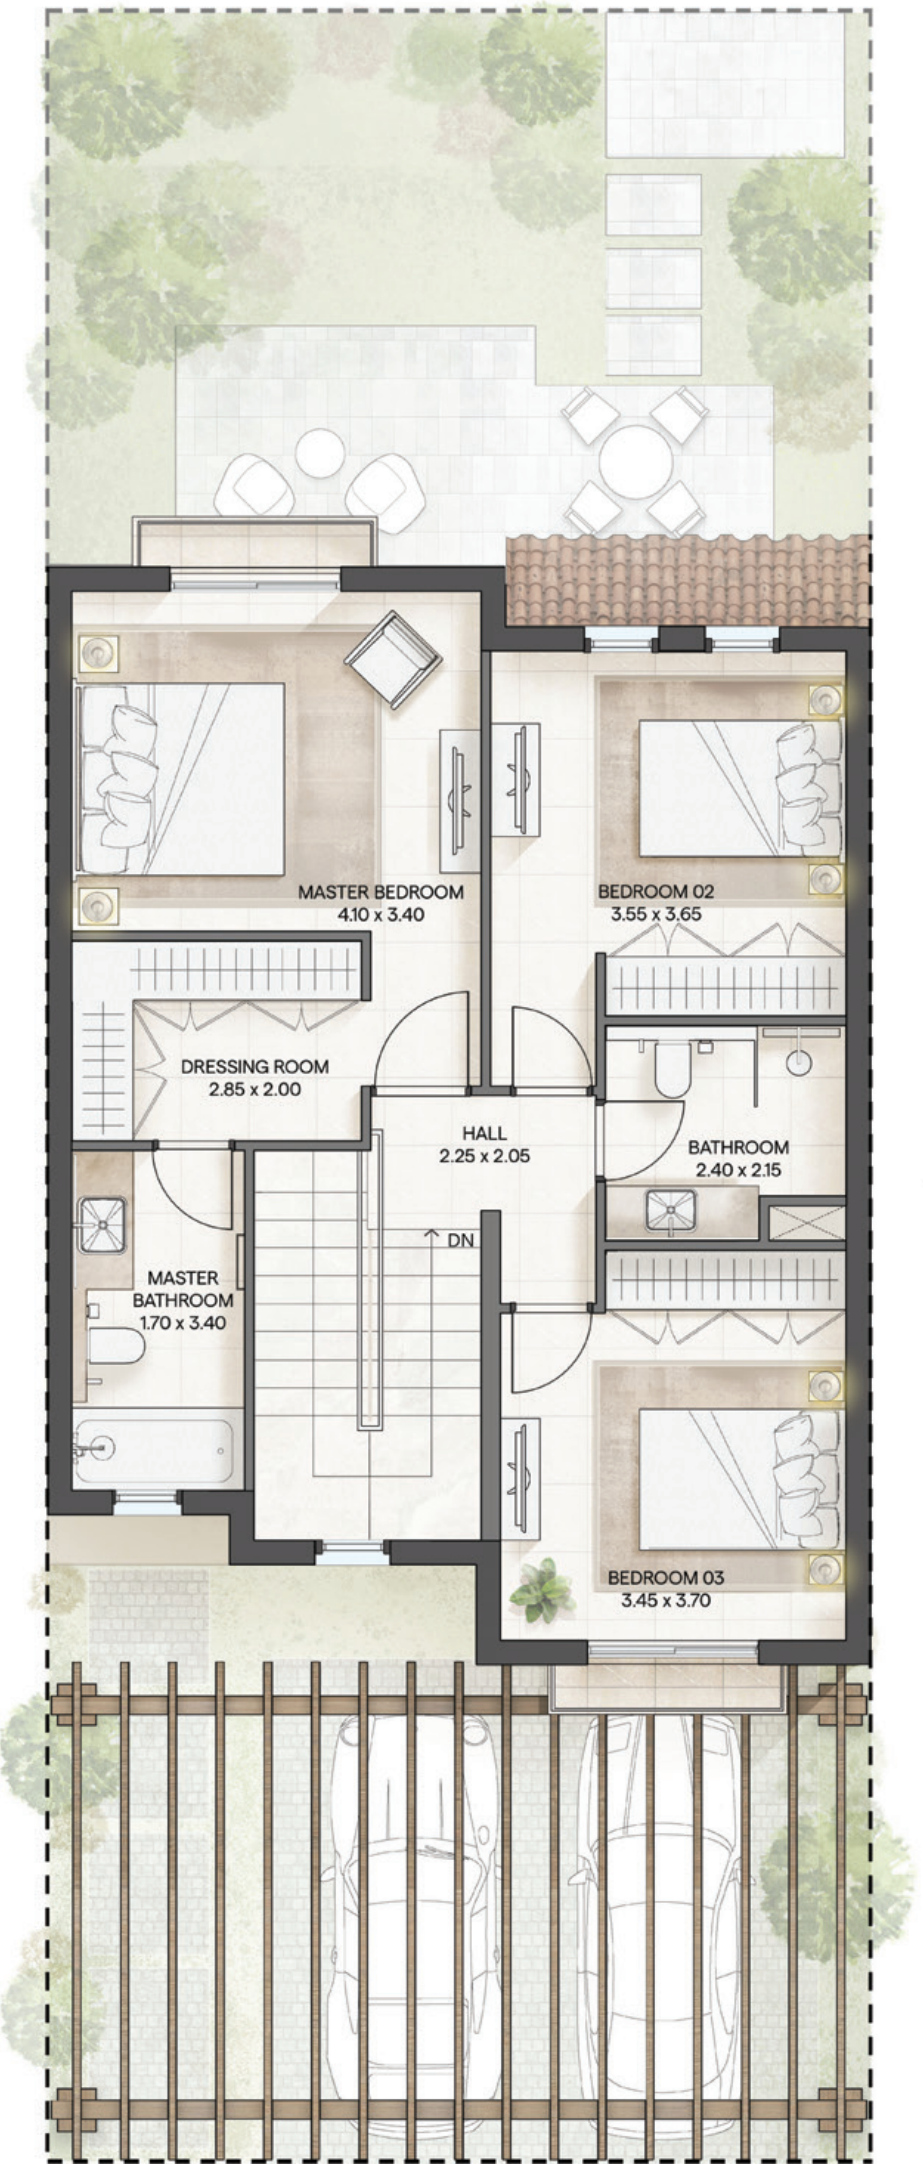 MASTER BEDROOM
4.10 x 3.40
BEDROOM 02
3.55 x 3.65
DRESSING ROOM
2.85 x 2.00
HALL
2.25 x 2.05
BATHROOM
2.40 x 2.15
DN
MASTER
BATHROOM
1.70 x 3.40
BEDROOM 03
3.45 x 3.70